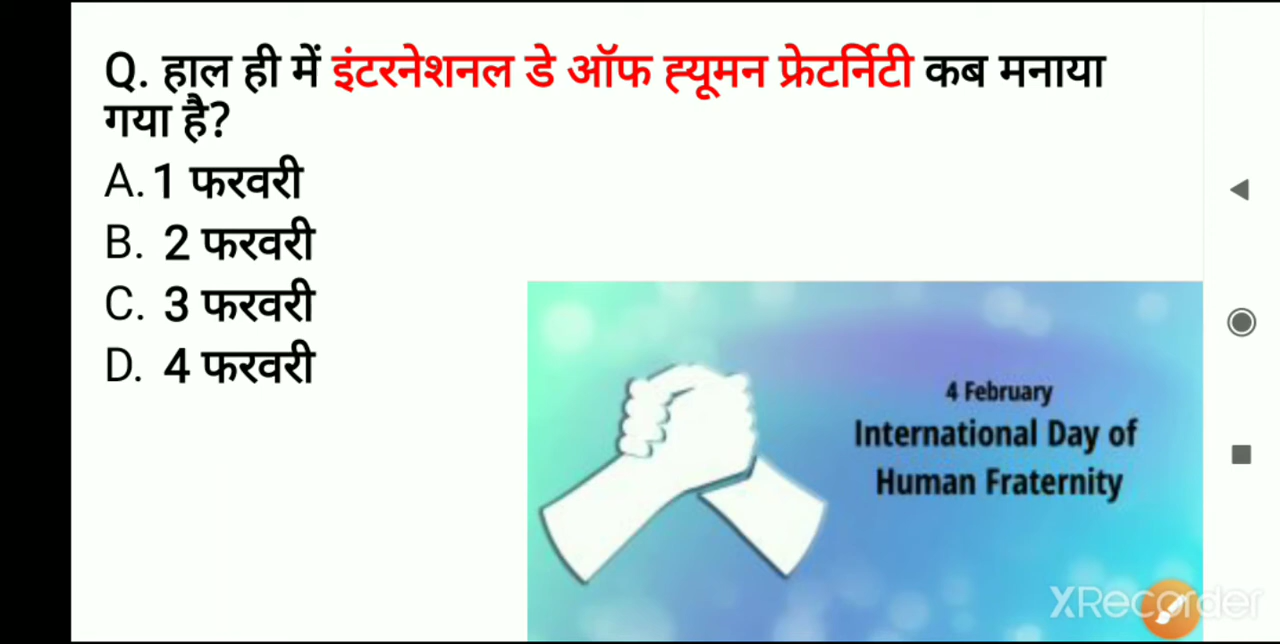 Q. हाल ही में इंटरनेशनल डे ऑफ ह्यूमन फ्रेटर्निटी कब मनाया
गया है?
A. 1 फरवरी
B. 2 फरवरी
C. 3 फरवरी
D. 4 फरवरी
4 February
International Day of
Human Fraternity
XRecorder